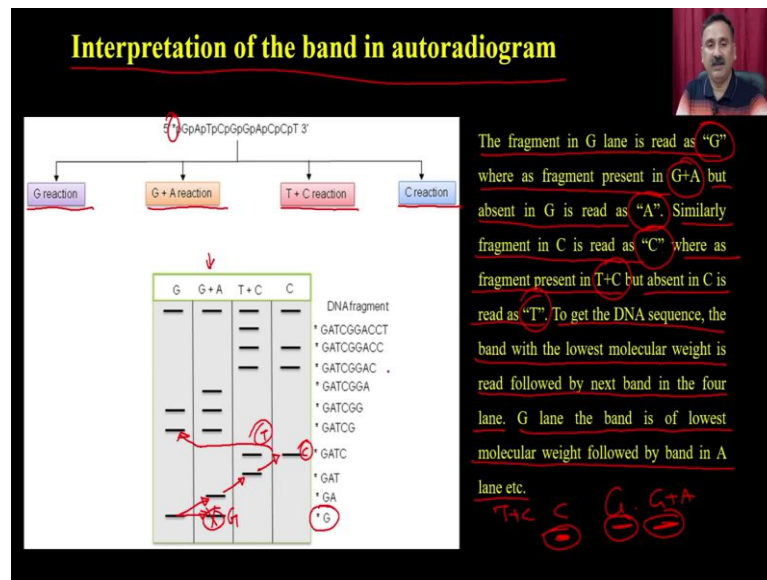 Interpretation of the band in autoradiogram
5' *pGpApTpCpGpGpApCpCpT 3'
G reaction
G + A reaction
T + C reaction
C reaction
G G + A T + C C
DNA fragment
* GATCGGACCT
* GATCGGACC
* GATCGGAC
* GATCGGA
* GATCGG
* GATCG
T
C
* GATC
* GAT
* GA
G
* G
The fragment in G lane is read as “G”
where as fragment present in G+A but
absent in G is read as “A”. Similarly
fragment in C is read as “C” where as
fragment present in T+C but absent in C is
read as “T”. To get the DNA sequence, the
band with the lowest molecular weight is
read followed by next band in the four
lane. G lane the band is of lowest
molecular weight followed by band in A
lane etc.
T+C C G. G+A